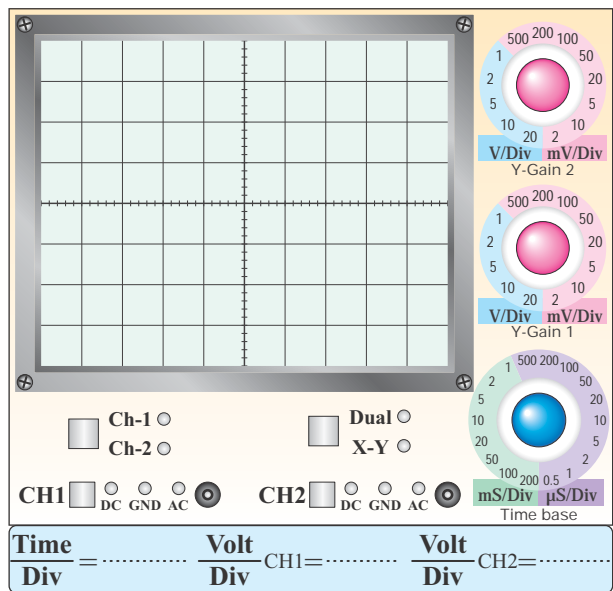 500 200 100
1 50
2 20
5 10
10 5
20 2
V/Div mV/Div
Y-Gain 2
500 200 100
1 50
2 20
5 10
10 5
20 2
V/Div mV/Div
Y-Gain 1
500 200 100
1 50
2 20
5 10
10 5
20 2
50 1
100 0.5
200
mS/Div µS/Div
Time base
Ch-1
Ch-2
Dual
X-Y
CH1 DC GND AC
CH2 DC GND AC
Time/Div =............... Volt/Div CH1=............ Volt/Div CH2=............